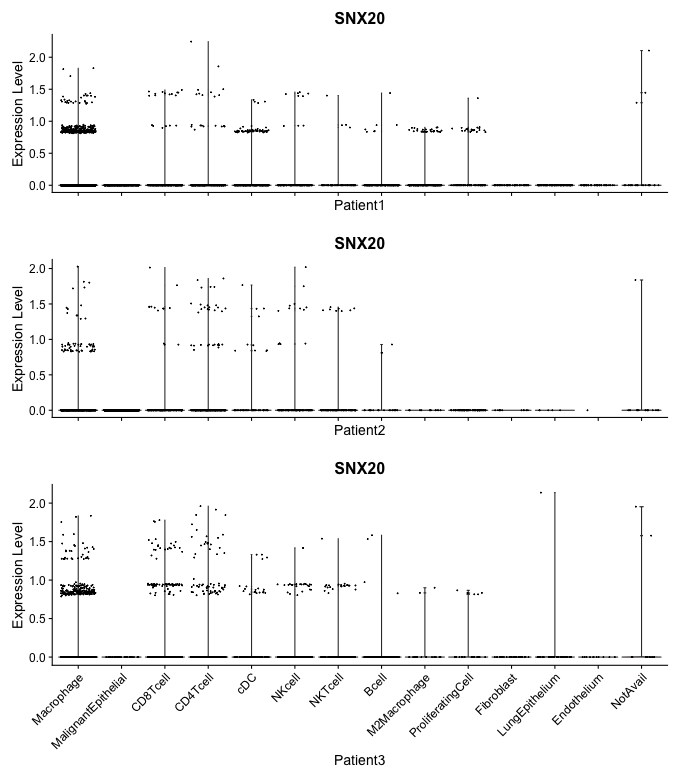 SNX20
Expression Level
2.0
1.5
1.0
0.5
0.0
Patient1
SNX20
Expression Level
2.0
1.5
1.0
0.5
0.0
Patient2
SNX20
Expression Level
2.0
1.5
1.0
0.5
0.0
Macrophage
MalignantEpithelial
CD8Tcell
CD4Tcell
cDC
NKcell
NKTcell
Bcell
M2Macrophage
ProliferatingCell
Fibroblast
LungEpithelium
Endothelium
NotAvail
Patient3